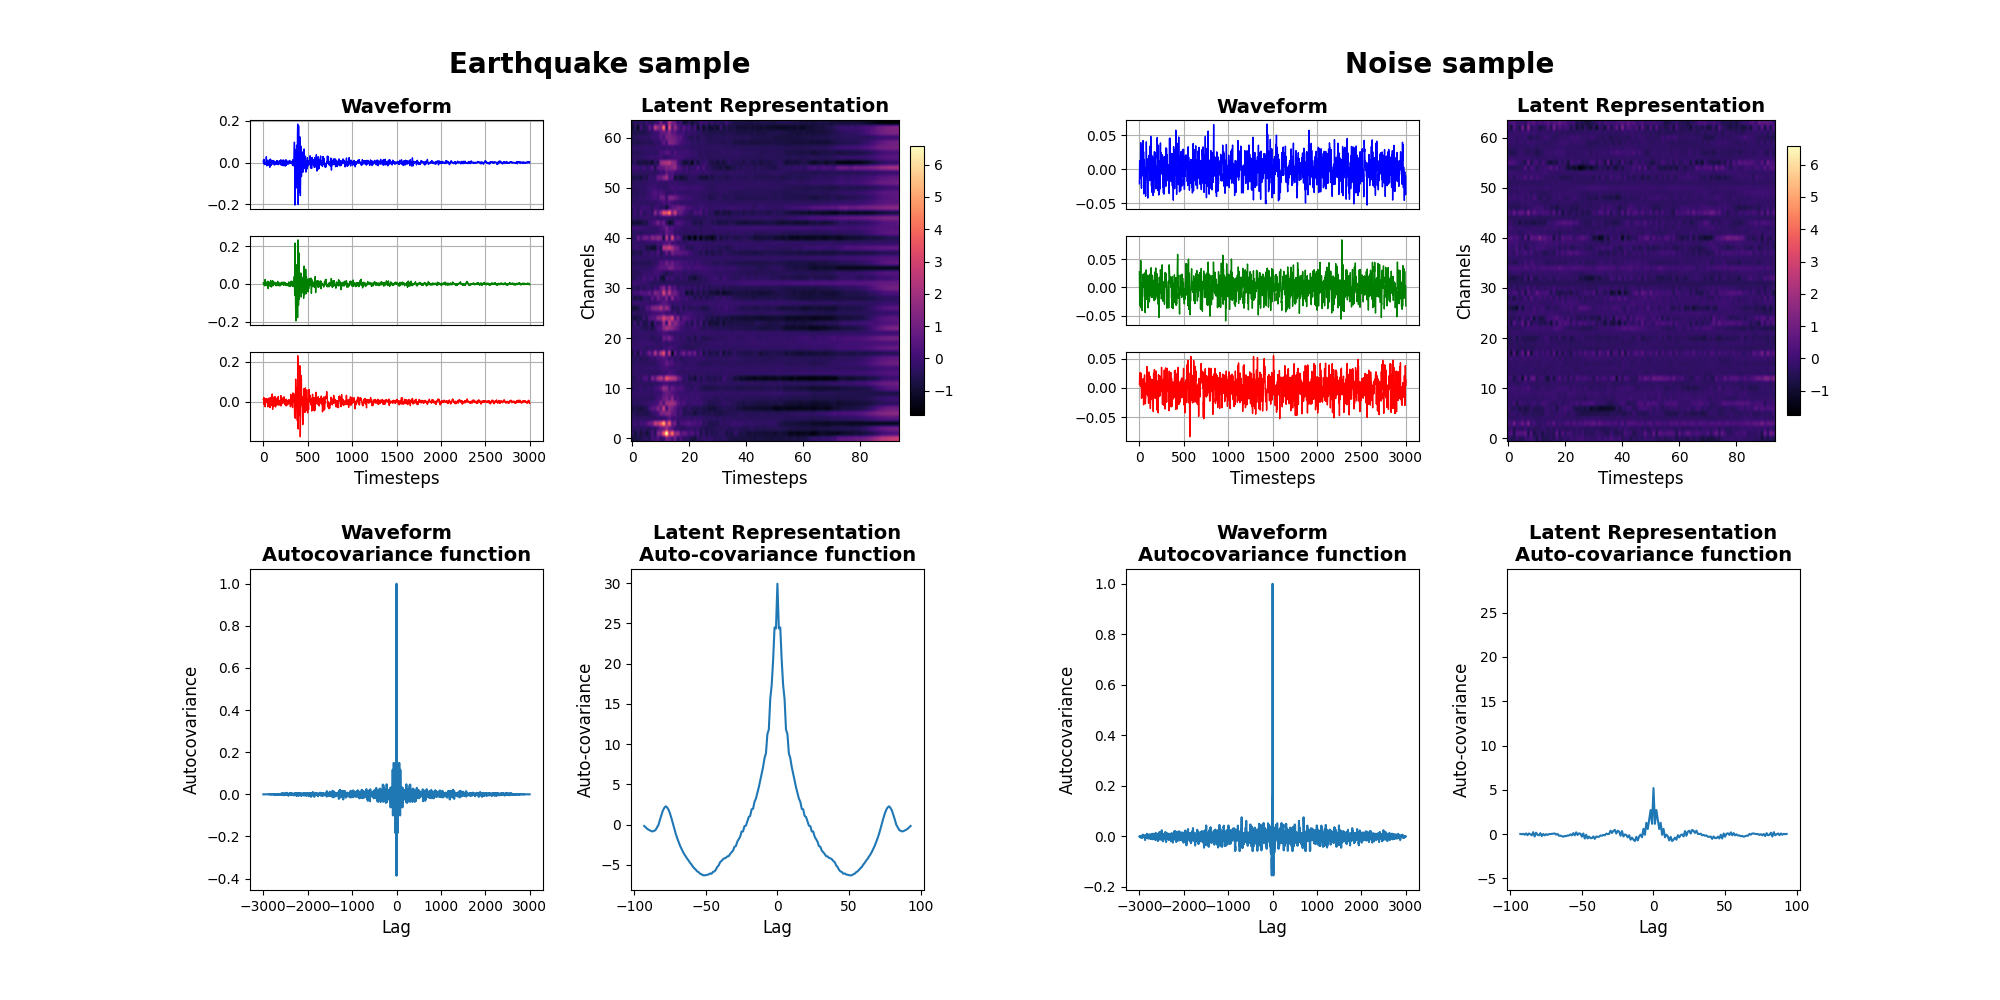 Earthquake sample
Noise sample
Waveform
0.2
0.0
−0.2
0.2
0.0
−0.2
0.2
0.0
0 500 1000 1500 2000 2500 3000
Timesteps
Latent Representation
Channels
60
50
40
30
20
10
0
0 20 40 60 80
Timesteps
6
5
4
3
2
1
0
−1
Waveform
0.05
0.00
−0.05
0.05
0.00
−0.05
0.05
0.00
−0.05
0 500 1000 1500 2000 2500 3000
Timesteps
Latent Representation
Channels
60
50
40
30
20
10
0
0 20 40 60 80
Timesteps
6
5
4
3
2
1
0
−1
Waveform
Autocovariance function
Autocovariance
1.0
0.8
0.6
0.4
0.2
0.0
−0.2
−0.4
−3000 −2000 −1000 0 1000 2000 3000
Lag
Latent Representation
Auto-covariance function
Auto-covariance
30
25
20
15
10
5
0
−5
−100 −50 0 50 100
Lag
Waveform
Autocovariance function
Autocovariance
1.0
0.8
0.6
0.4
0.2
0.0
−0.2
−3000 −2000 −1000 0 1000 2000 3000
Lag
Latent Representation
Auto-covariance function
Auto-covariance
25
20
15
10
5
0
−5
−100 −50 0 50 100
Lag